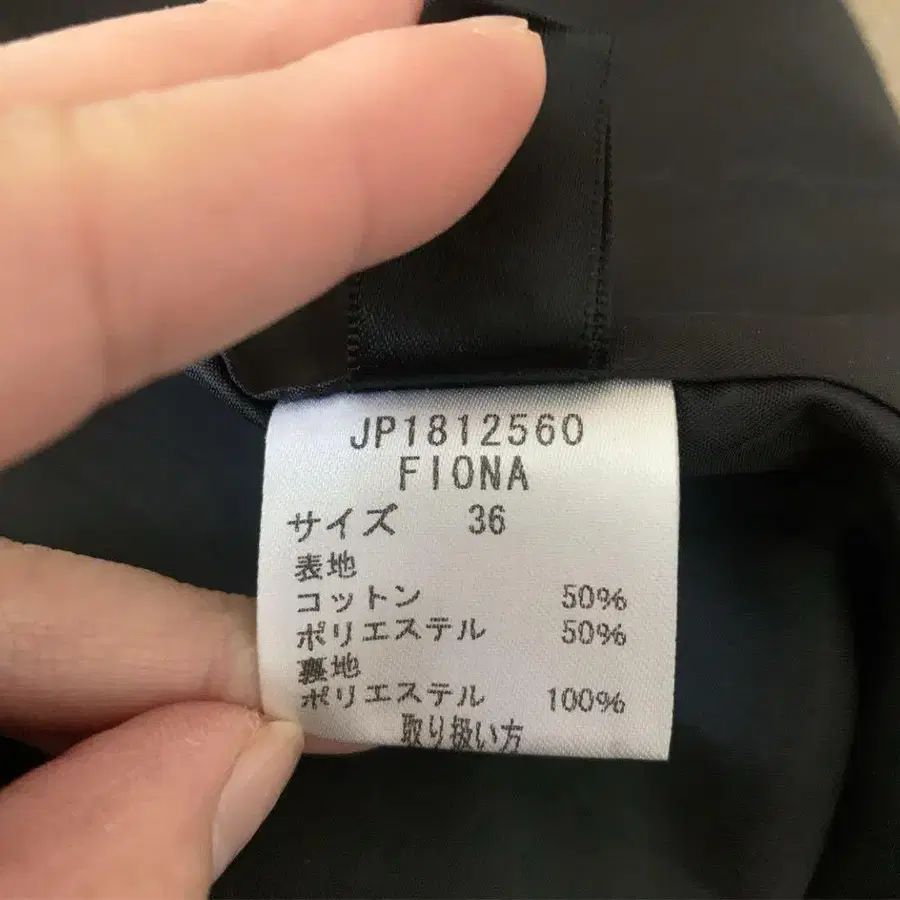 JP1812560
FIONA
サイズ 36
表地
コットン 50%
ポリエステル 50%
裏地
ポリエステル 100%
取り扱い方